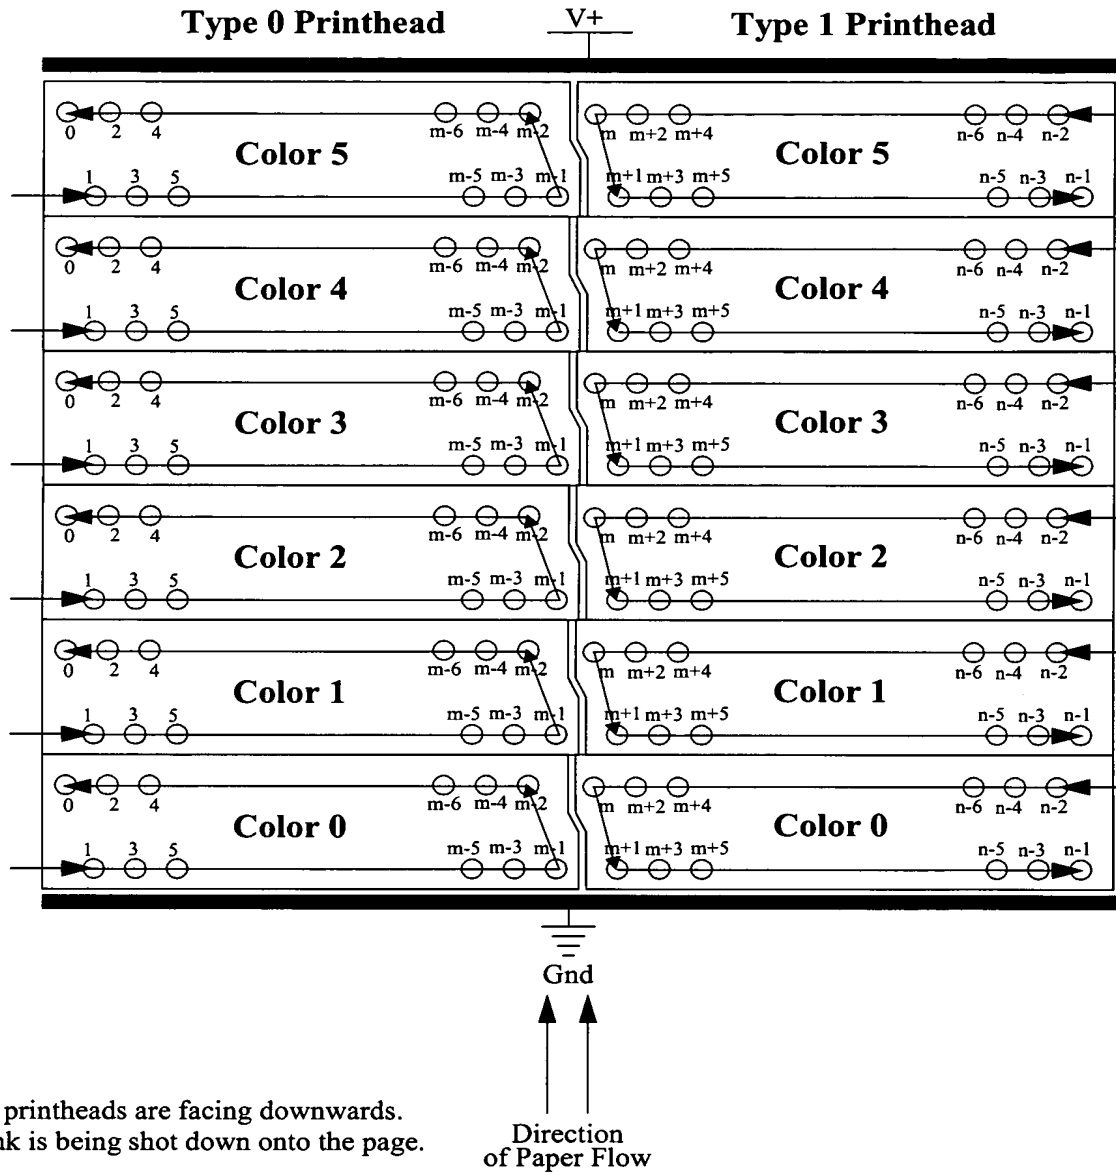 Type 0 Printhead V+ Type 1 Printhead
0 2 4 m-6 m-4 m-2 m m+2 m+4 n-6 n-4 n-2
Color 5 Color 5
1 3 5 m-5 m-3 m-1 m+1 m+3 m+5 n-5 n-3 n-1
0 2 4 m-6 m-4 m-2 m m+2 m+4 n-6 n-4 n-2
Color 4 Color 4
1 3 5 m-5 m-3 m-1 m+1 m+3 m+5 n-5 n-3 n-1
0 2 4 m-6 m-4 m-2 m m+2 m+4 n-6 n-4 n-2
Color 3 Color 3
1 3 5 m-5 m-3 m-1 m+1 m+3 m+5 n-5 n-3 n-1
0 2 4 m-6 m-4 m-2 m m+2 m+4 n-6 n-4 n-2
Color 2 Color 2
1 3 5 m-5 m-3 m-1 m+1 m+3 m+5 n-5 n-3 n-1
0 2 4 m-6 m-4 m-2 m m+2 m+4 n-6 n-4 n-2
Color 1 Color 1
1 3 5 m-5 m-3 m-1 m+1 m+3 m+5 n-5 n-3 n-1
0 2 4 m-6 m-4 m-2 m m+2 m+4 n-6 n-4 n-2
Color 0 Color 0
1 3 5 m-5 m-3 m-1 m+1 m+3 m+5 n-5 n-3 n-1
Gnd
printheads are facing downwards.
nk is being shot down onto the page.
Direction
of Paper Flow